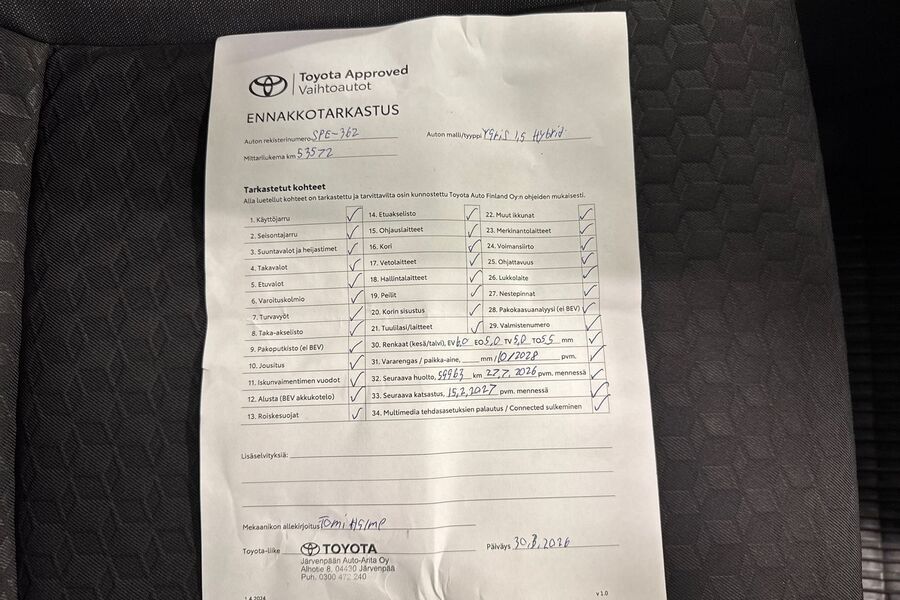 Toyota Approved
Vaihtoautot
ENNAKKOTARKASTUS
Auton rekisterinumero SPE-362
Auton malli/tyyppi Yaris 1,5 Hybrid
Mittarilukema km 53572
Tarkastetut kohteet
Alla luetellut kohteet on tarkastettu ja tarvittavilta osin kunnostettu Toyota Auto Finland Oy:n ohjeiden mukaisesti.
1. Käyttöjarru
2. Seisontajarru
3. Suuntavalot ja heijastimet
4. Takavalot
5. Etuvalot
6. Varoituskolmio
7. Turvavyöt
8. Taka-akselisto
9. Pakoputkisto (ei BEV)
10. Jousitus
11. Iskunvaimentimen vuodot
12. Alusta (BEV akkukotelo)
13. Roiskesuojat
14. Etuakselisto
15. Ohjauslaitteet
16. Kori
17. Vetolaitteet
18. Hallintalaitteet
19. Peilit
20. Korin sisustus
21. Tuulilasi/laitteet
22. Muut ikkunat
23. Merkinantolaitteet
24. Voimansiirto
25. Ohjattavuus
26. Lukkolaite
27. Nestepinnat
28. Pakokaasuanalyysi (ei BEV)
29. Valmistenumero
30. Renkaat (kesä/talvi), EV 6,0 EO 5,0 TV 5,0 TO 5,5 mm
31. Vararengas / paikka-aine, ____ mm / 10/2028 pvm.
32. Seuraava huolto, 59963 km 27,7,2026 pvm. mennessä
33. Seuraava katsastus, 15,2,2027 pvm. mennessä
34. Multimedia tehdasasetuksien palautus / Connected sulkeminen
Lisäselvityksiä:
Mekaanikon allekirjoitus Tomi
Toyota-liike TOYOTA
Järvenpään Auto-Arita Oy
Alhotie 8, 04430 Järvenpää
Puh. 0300 472 240
Päiväys 30,3,2026
1.4.2024
v 1.0